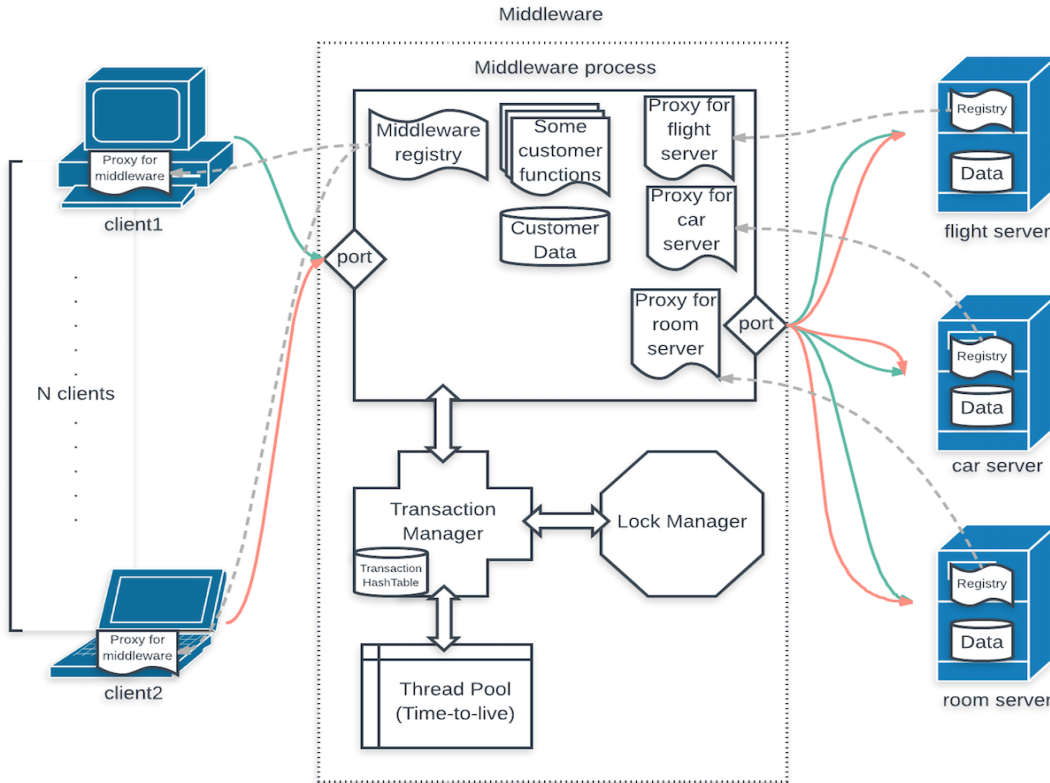 Middleware
Middleware process
Middleware
registry
Some
customer
functions
Customer
Data
Proxy for
flight
server
Proxy for
car
server
Proxy for
room
server
port
port
Proxy for
middleware
client1
N clients
Proxy for
middleware
client2
Transaction
Manager
Transaction
HashTable
Lock Manager
Thread Pool
(Time-to-live)
Registry
Data
flight server
Registry
Data
car server
Registry
Data
room server